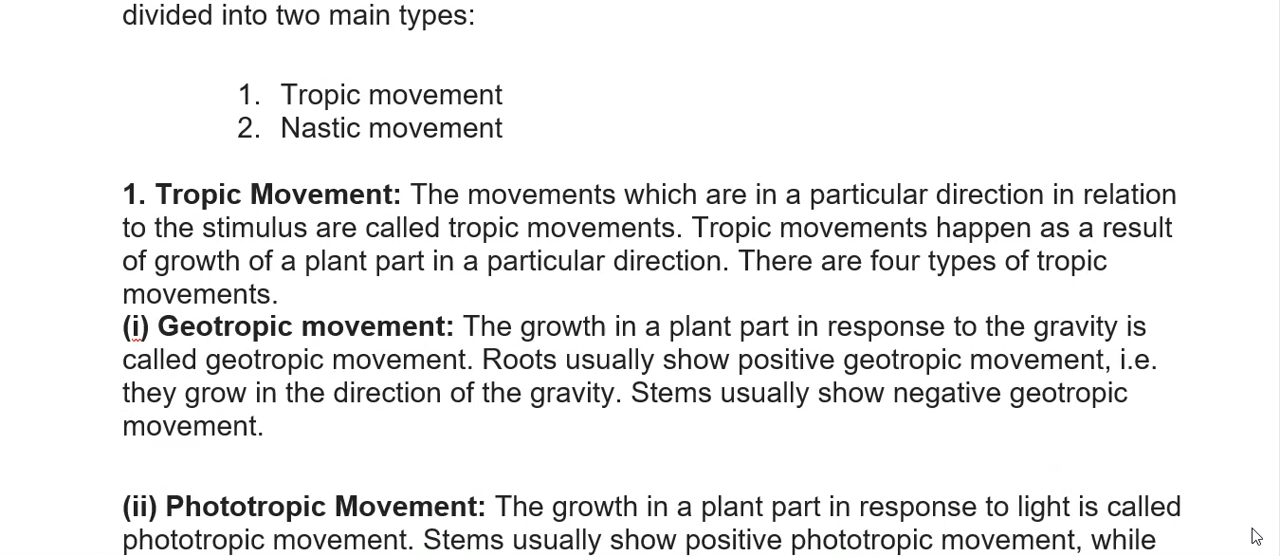 divided into two main types:
1. Tropic movement
2. Nastic movement
1. Tropic Movement: The movements which are in a particular direction in relation
to the stimulus are called tropic movements. Tropic movements happen as a result
of growth of a plant part in a particular direction. There are four types of tropic
movements.
(i) Geotropic movement: The growth in a plant part in response to the gravity is
called geotropic movement. Roots usually show positive geotropic movement, i.e.
they grow in the direction of the gravity. Stems usually show negative geotropic
movement.
(ii) Phototropic Movement: The growth in a plant part in response to light is called
phototropic movement. Stems usually show positive phototropic movement, while